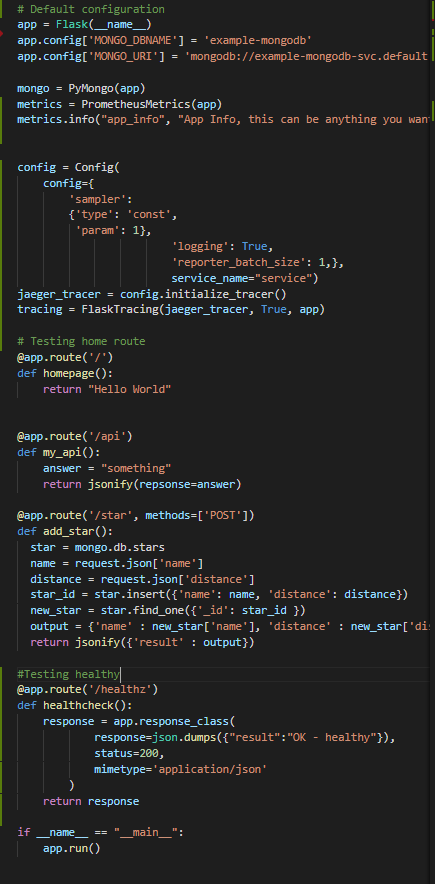 # Default configuration
app = Flask(__name__)
app.config['MONGO_DBNAME'] = 'example-mongodb'
app.config['MONGO_URI'] = 'mongodb://example-mongodb-svc.default
mongo = PyMongo(app)
metrics = PrometheusMetrics(app)
metrics.info("app_info", "App Info, this can be anything you wan
config = Config(
    config={
        'sampler':
        {'type': 'const',
         'param': 1},
                        'logging': True,
                        'reporter_batch_size': 1,},
                        service_name="service")
jaeger_tracer = config.initialize_tracer()
tracing = FlaskTracing(jaeger_tracer, True, app)
# Testing home route
@app.route('/')
def homepage():
    return "Hello World"
@app.route('/api')
def my_api():
    answer = "something"
    return jsonify(repsonse=answer)
@app.route('/star', methods=['POST'])
def add_star():
  star = mongo.db.stars
  name = request.json['name']
  distance = request.json['distance']
  star_id = star.insert({'name': name, 'distance': distance})
  new_star = star.find_one({'_id': star_id })
  output = {'name' : new_star['name'], 'distance' : new_star['dis
  return jsonify({'result' : output})
#Testing healthy
@app.route('/healthz')
def healthcheck():
    response = app.response_class(
            response=json.dumps({"result":"OK - healthy"}),
            status=200,
            mimetype='application/json'
        )
    return response
if __name__ == "__main__":
    app.run()